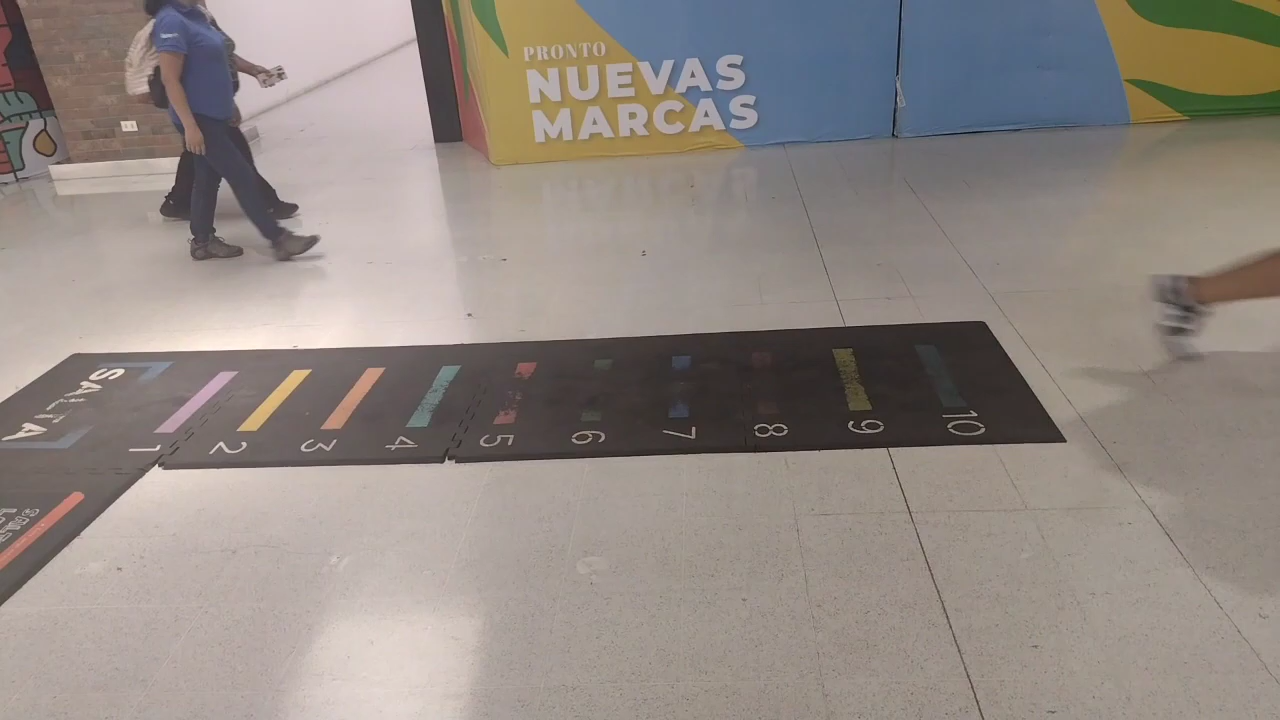 PRONTO
NUEVAS
MARCAS
SALTA
1 2 3 4 5 6 7 8 9 10